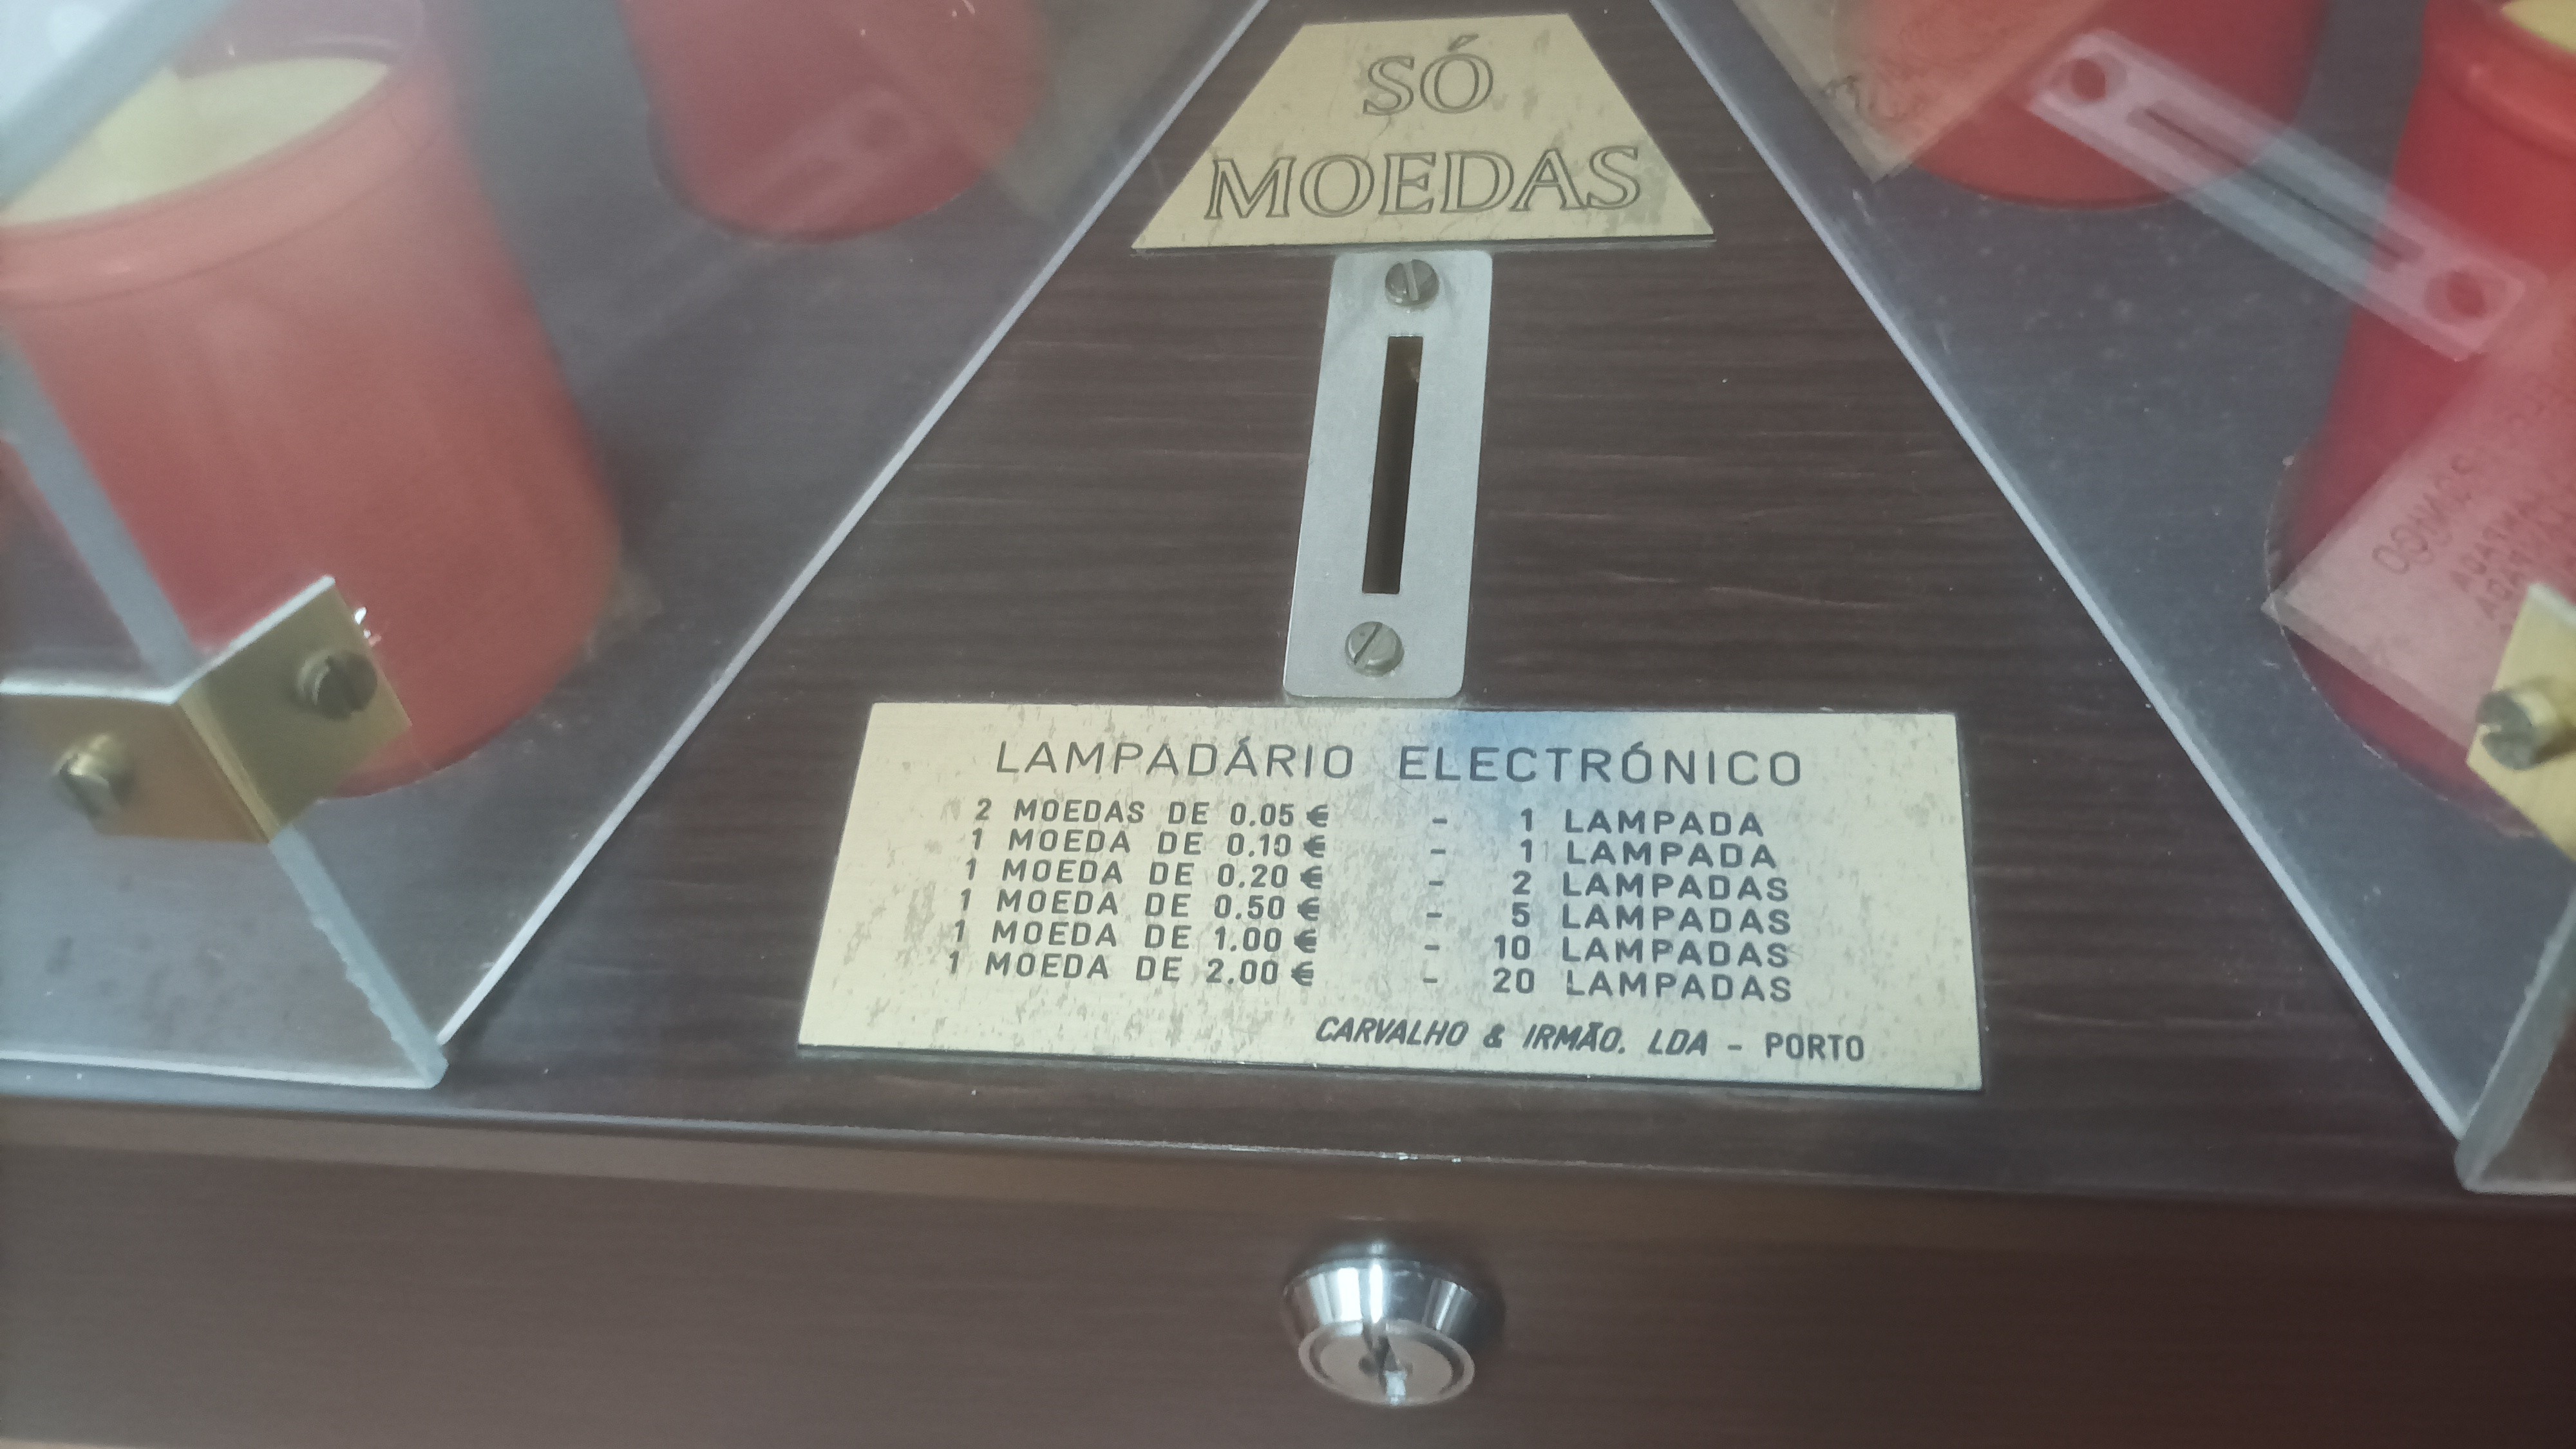 SÓ
MOEDAS
LAMPADÁRIO ELECTRÓNICO
2 MOEDAS DE 0.05 € - 1 LAMPADA
1 MOEDA DE 0.10 € - 1 LAMPADA
1 MOEDA DE 0.20 € - 2 LAMPADAS
1 MOEDA DE 0.50 € - 5 LAMPADAS
1 MOEDA DE 1.00 € - 10 LAMPADAS
1 MOEDA DE 2.00 € - 20 LAMPADAS
CARVALHO & IRMÃO. LDA - PORTO